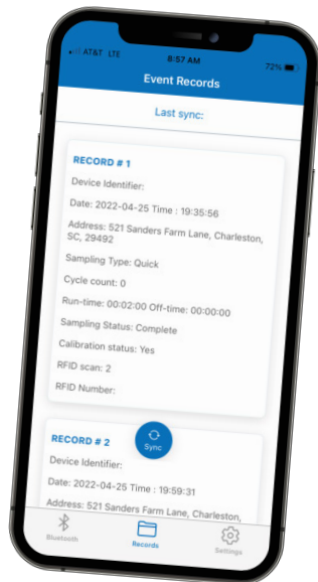 AT&T LTE 8:57 AM 72%
Event Records
Last sync:
RECORD # 1
Device Identifier:
Date: 2022-04-25 Time : 19:35:56
Address: 521 Sanders Farm Lane, Charleston,
SC, 29492
Sampling Type: Quick
Cycle count: 0
Run-time: 00:02:00 Off-time: 00:00:00
Sampling Status: Complete
Calibration status: Yes
RFID scan: 2
RFID Number:
RECORD # 2
Sync
Device Identifier:
Date: 2022-04-25 Time : 19:59:31
Address: 521 Sanders Farm Lane, Charleston,
Bluetooth Records Settings